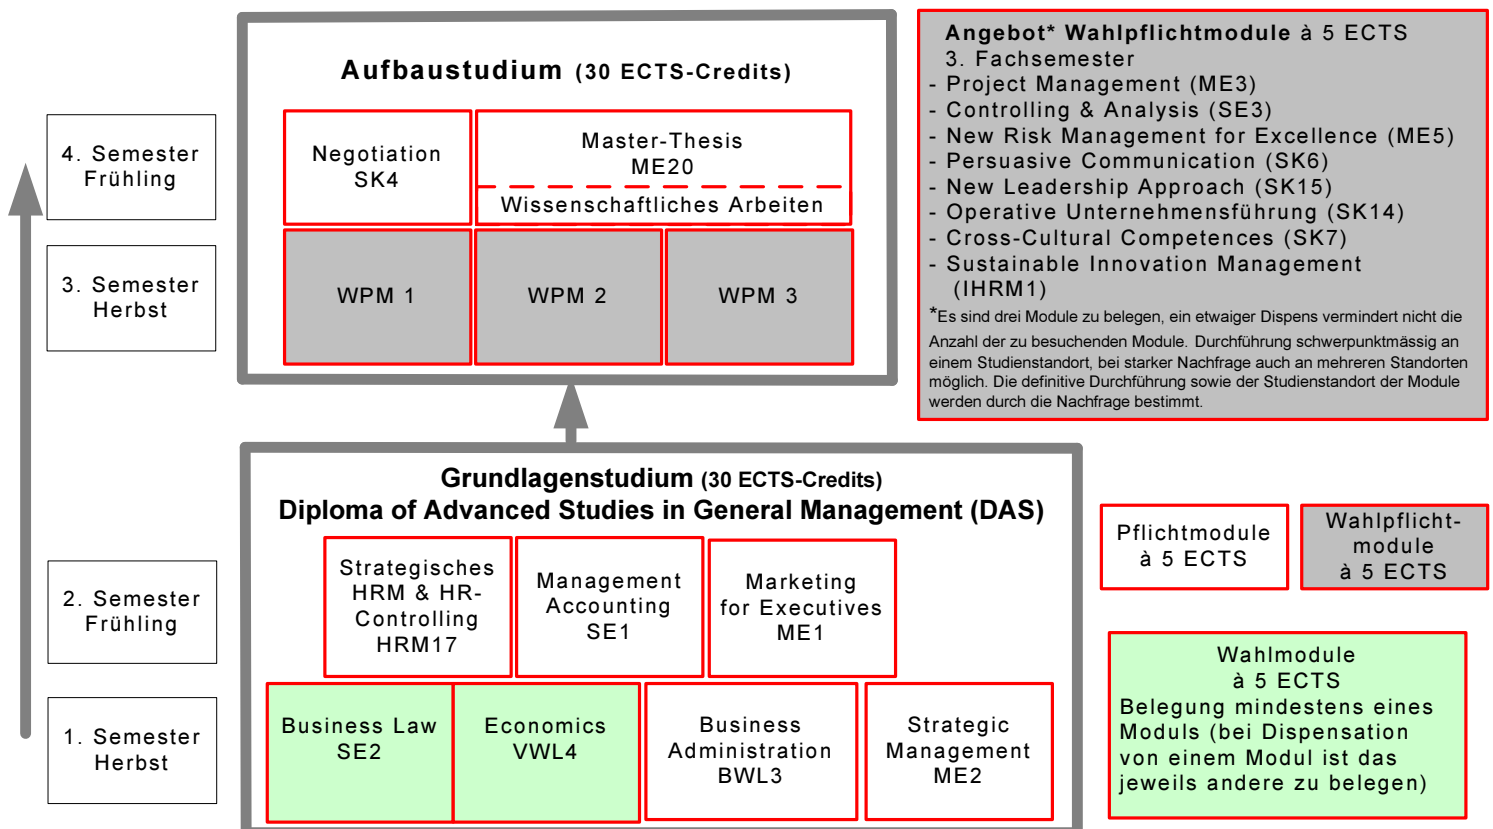 Aufbaustudium (30 ECTS-Credits)
4. Semester
Frühling
Negotiation
SK4
Master-Thesis
ME20
Wissenschaftliches Arbeiten
3. Semester
Herbst
WPM 1
WPM 2
WPM 3
Angebot* Wahlpflichtmodule à 5 ECTS
3. Fachsemester
- Project Management (ME3)
- Controlling & Analysis (SE3)
- New Risk Management for Excellence (ME5)
- Persuasive Communication (SK6)
- New Leadership Approach (SK15)
- Operative Unternehmensführung (SK14)
- Cross-Cultural Competences (SK7)
- Sustainable Innovation Management
(IHRM1)
*Es sind drei Module zu belegen, ein etwaiger Dispens vermindert nicht die
Anzahl der zu besuchenden Module. Durchführung schwerpunktmässig an
einem Studienstandort, bei starker Nachfrage auch an mehreren Standorten
möglich. Die definitive Durchführung sowie der Studienstandort der Module
werden durch die Nachfrage bestimmt.
Grundlagenstudium (30 ECTS-Credits)
Diploma of Advanced Studies in General Management (DAS)
2. Semester
Frühling
Strategisches
HRM & HR-
Controlling
HRM17
Management
Accounting
SE1
Marketing
for Executives
ME1
1. Semester
Herbst
Business Law
SE2
Economics
VWL4
Business
Administration
BWL3
Strategic
Management
ME2
Pflichtmodule
à 5 ECTS
Wahlpflicht-
module
à 5 ECTS
Wahlmodule
à 5 ECTS
Belegung mindestens eines
Moduls (bei Dispensation
von einem Modul ist das
jeweils andere zu belegen)